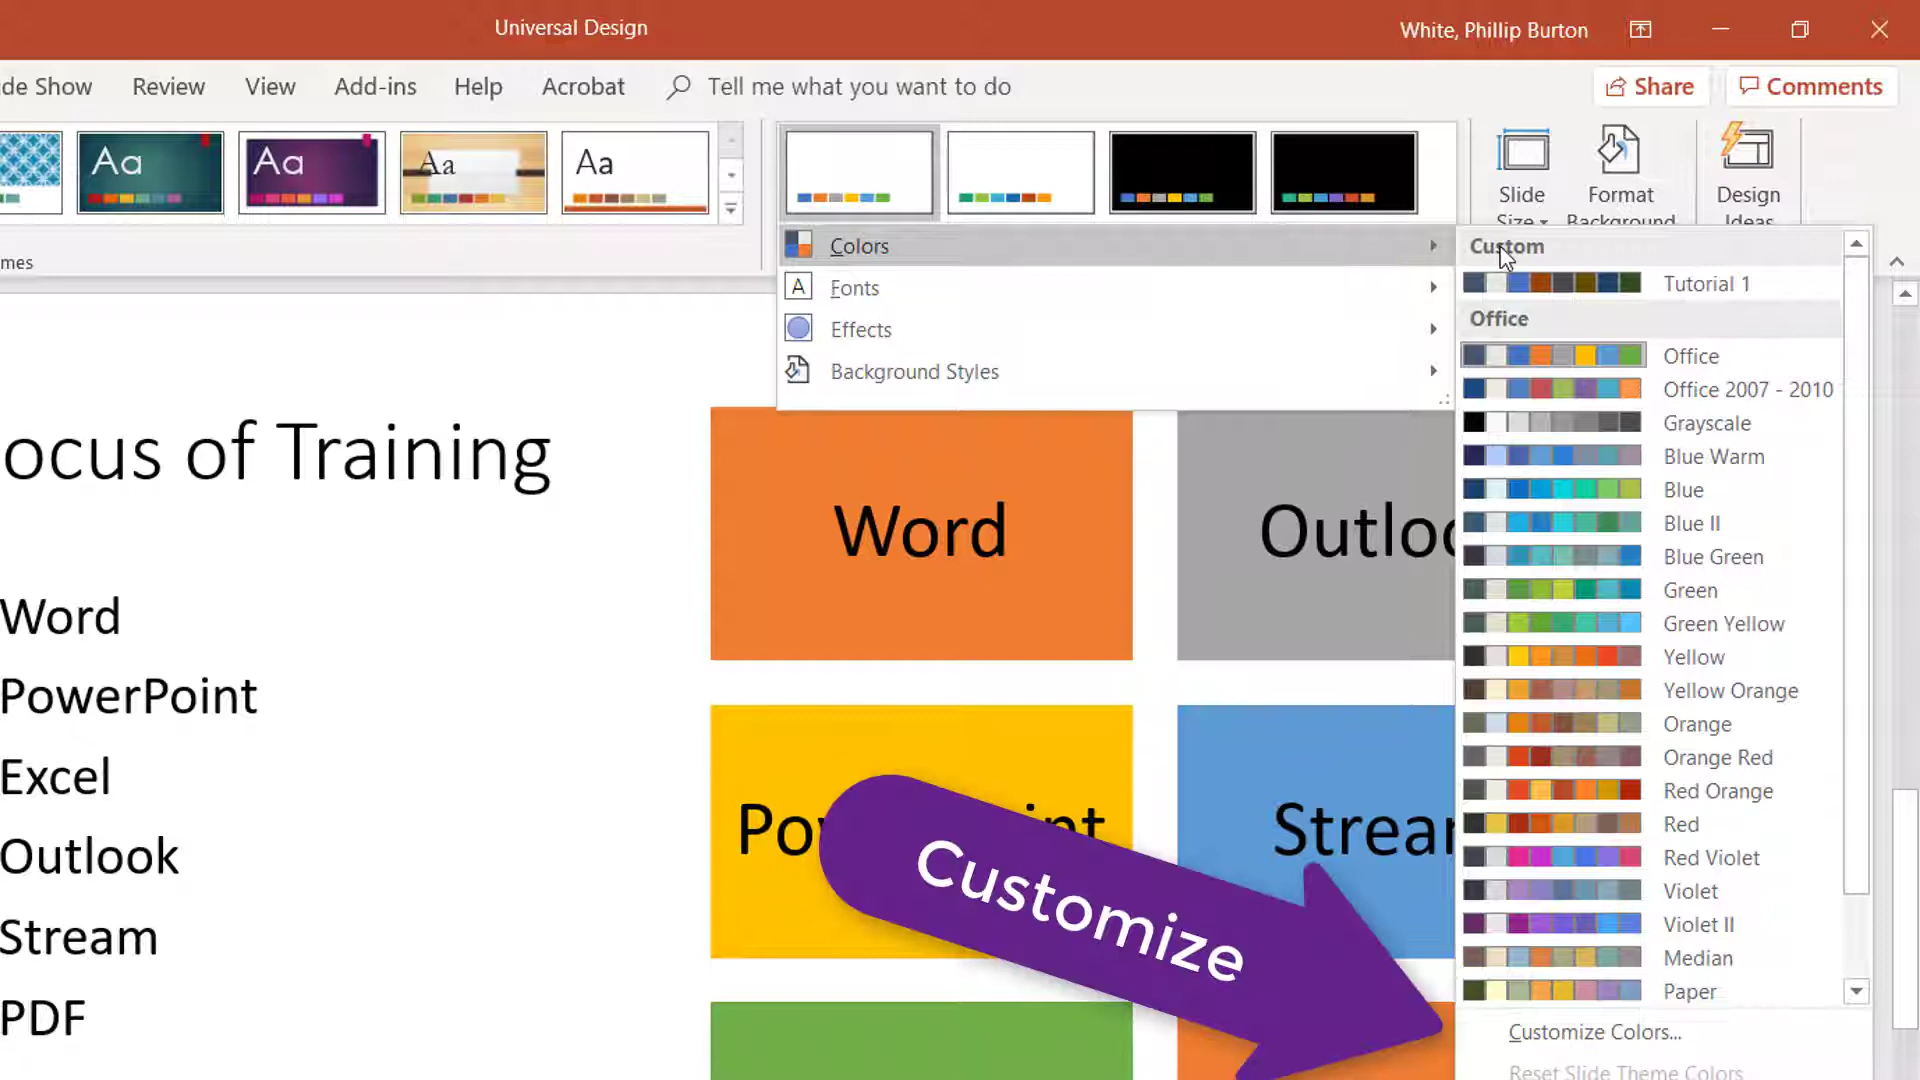 Universal Design
White, Phillip Burton
de Show
Review
View
Add-ins
Help
Acrobat
Tell me what you want to do
Share
Comments
Aa
Aa
Aa
Aa
Slide
Size
Format
Background
Design
Ideas
mes
Colors
Fonts
Effects
Background Styles
Custom
Tutorial 1
Office
Office
Office 2007 - 2010
Grayscale
Blue Warm
Blue
Blue II
Blue Green
Green
Green Yellow
Yellow
Yellow Orange
Orange
Orange Red
Red Orange
Red
Red Violet
Violet
Violet II
Median
Paper
Customize Colors...
Reset Slide Theme Colors
ocus of Training
Word
PowerPoint
Excel
Outlook
Stream
PDF
Word
Outlo
Po int
Strea
Customize